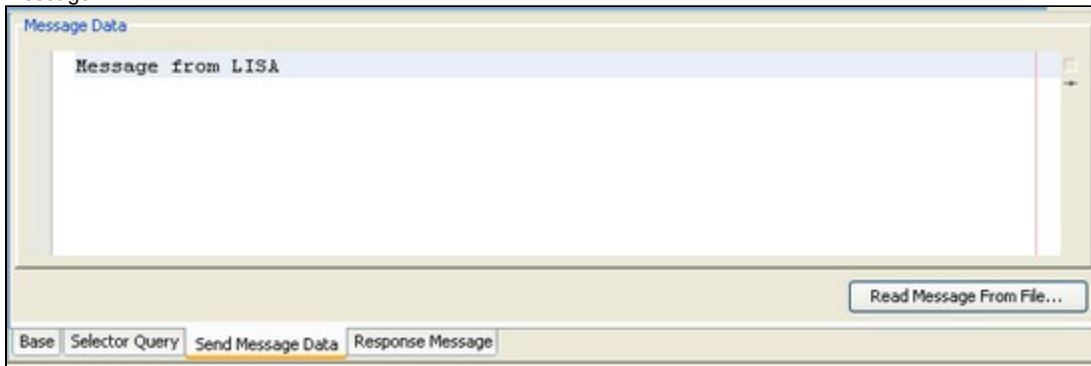 Message Data
Message from LISA
Read Message From File...
Base Selector Query Send Message Data Response Message